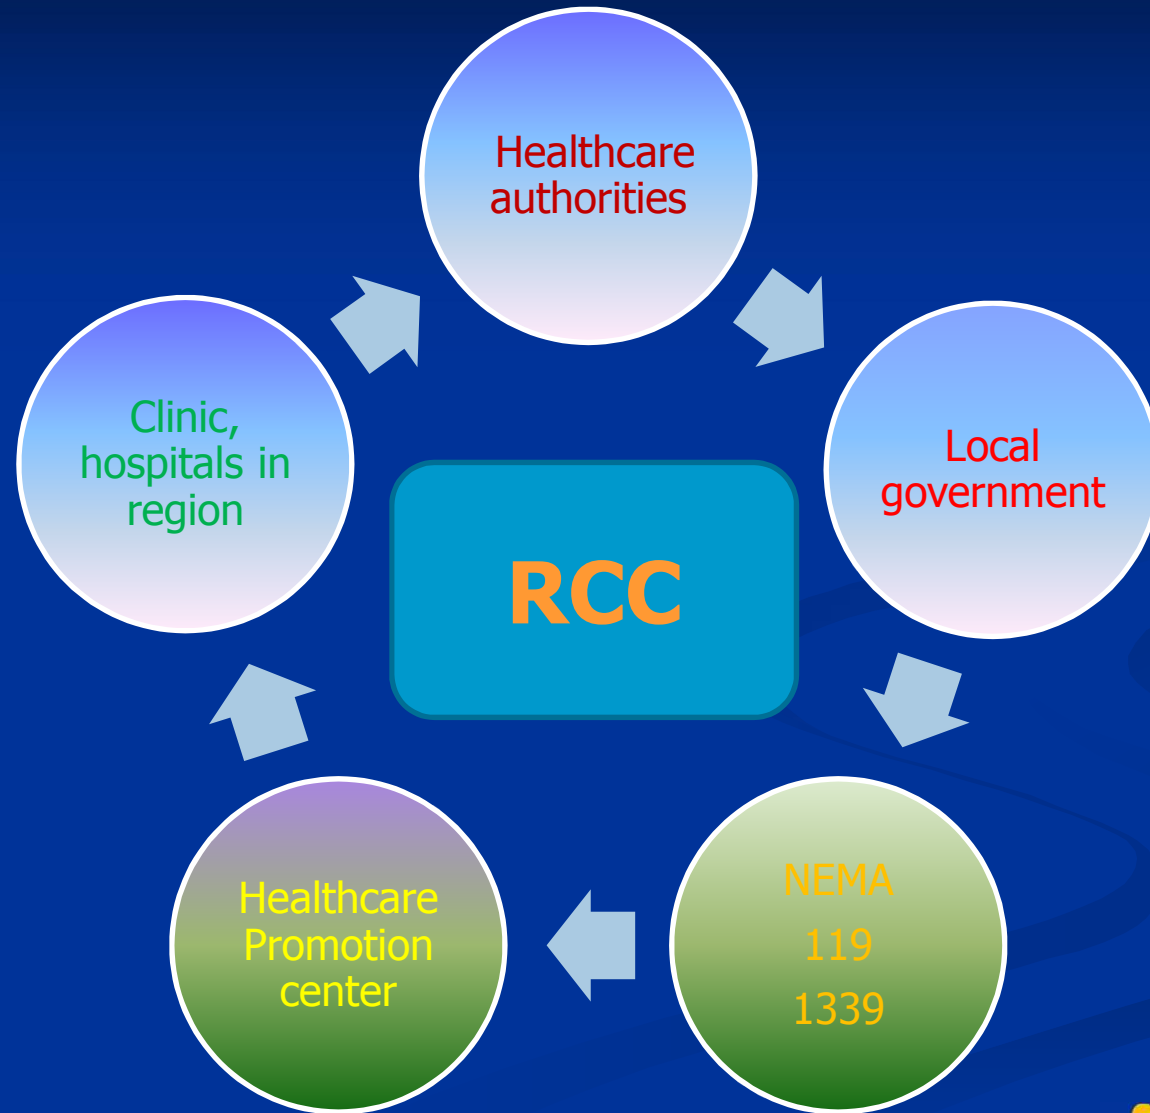 Healthcare
authorities
Clinic,
hospitals in
region
Local
government
RCC
Healthcare
Promotion
center
NEMA
119
1339